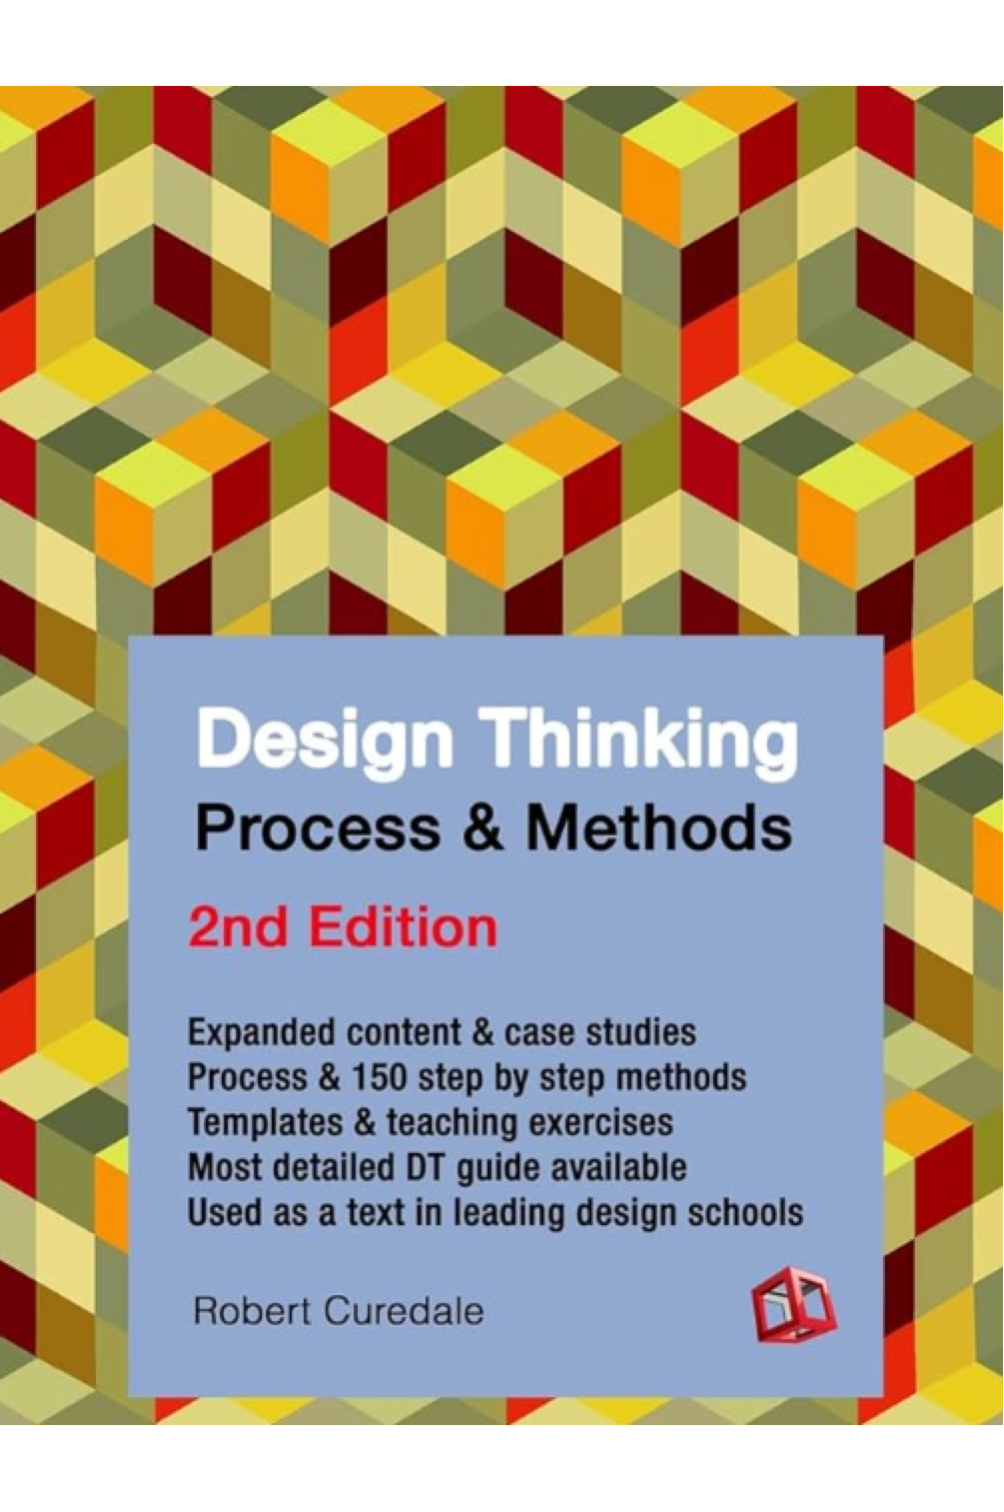 Design Thinking
Process & Methods
2nd Edition
Expanded content & case studies
Process & 150 step by step methods
Templates & teaching exercises
Most detailed DT guide available
Used as a text in leading design schools
Robert Curedale